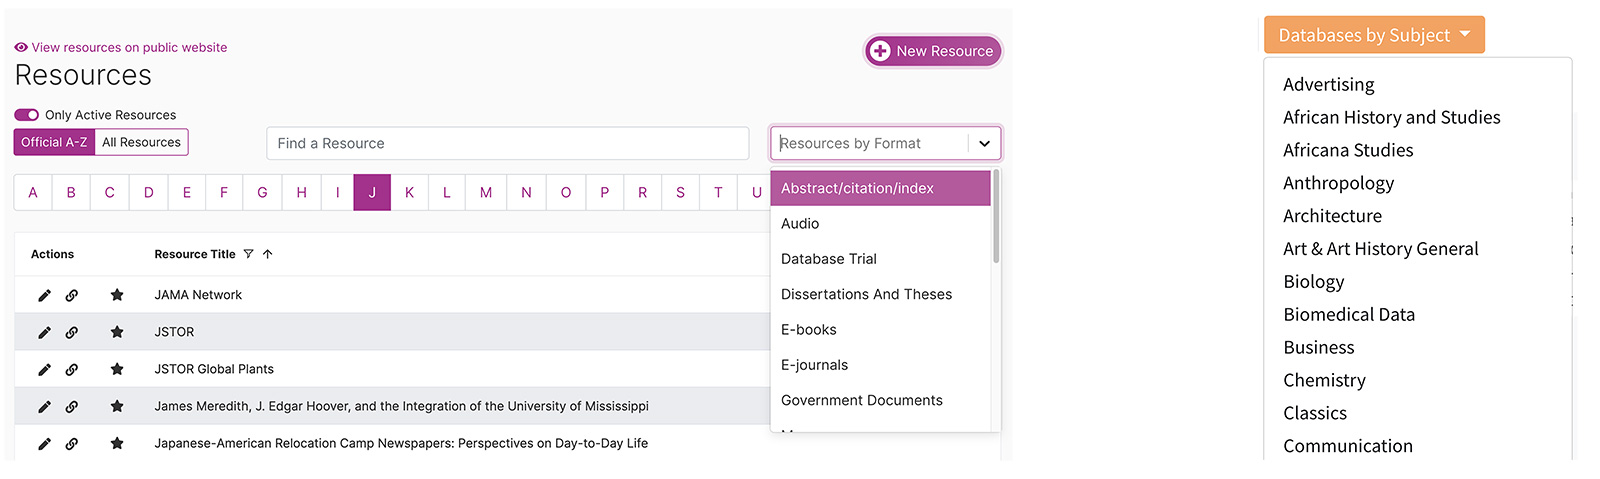 View resources on public website
New Resource
Resources
Only Active Resources
Official A-Z All Resources
Find a Resource
Resources by Format
A B C D E F G H I J K L M N O P R S T U
Abstract/citation/index
Audio
Database Trial
Dissertations And Theses
E-books
E-journals
Government Documents
Actions Resource Title
JAMA Network
JSTOR
JSTOR Global Plants
James Meredith, J. Edgar Hoover, and the Integration of the University of Mississippi
Japanese-American Relocation Camp Newspapers: Perspectives on Day-to-Day Life
Databases by Subject
Advertising
African History and Studies
Africana Studies
Anthropology
Architecture
Art & Art History General
Biology
Biomedical Data
Business
Chemistry
Classics
Communication